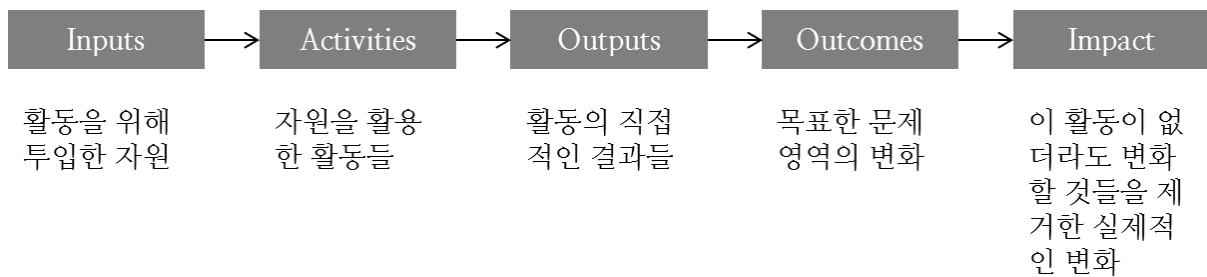 Inputs
Activities
Outputs
Outcomes
Impact
활동을 위해
투입한 자원
자원을 활용
한 활동들
활동의 직접
적인 결과들
목표한 문제
영역의 변화
이 활동이 없
더라도 변화
할 것들을 제
거한 실제적
인 변화